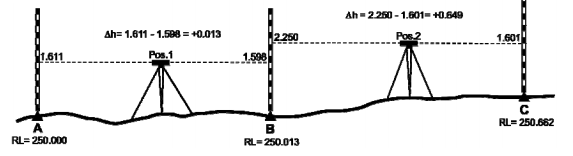 Δh= 2.250 - 1.601= +0.649
Δh= 1.611 - 1.598 = +0.013
Pos.2
2.250
1.601
Pos.1
1.611
1.598
C
A
B
RL= 250.662
RL= 250.000
RL= 250.013